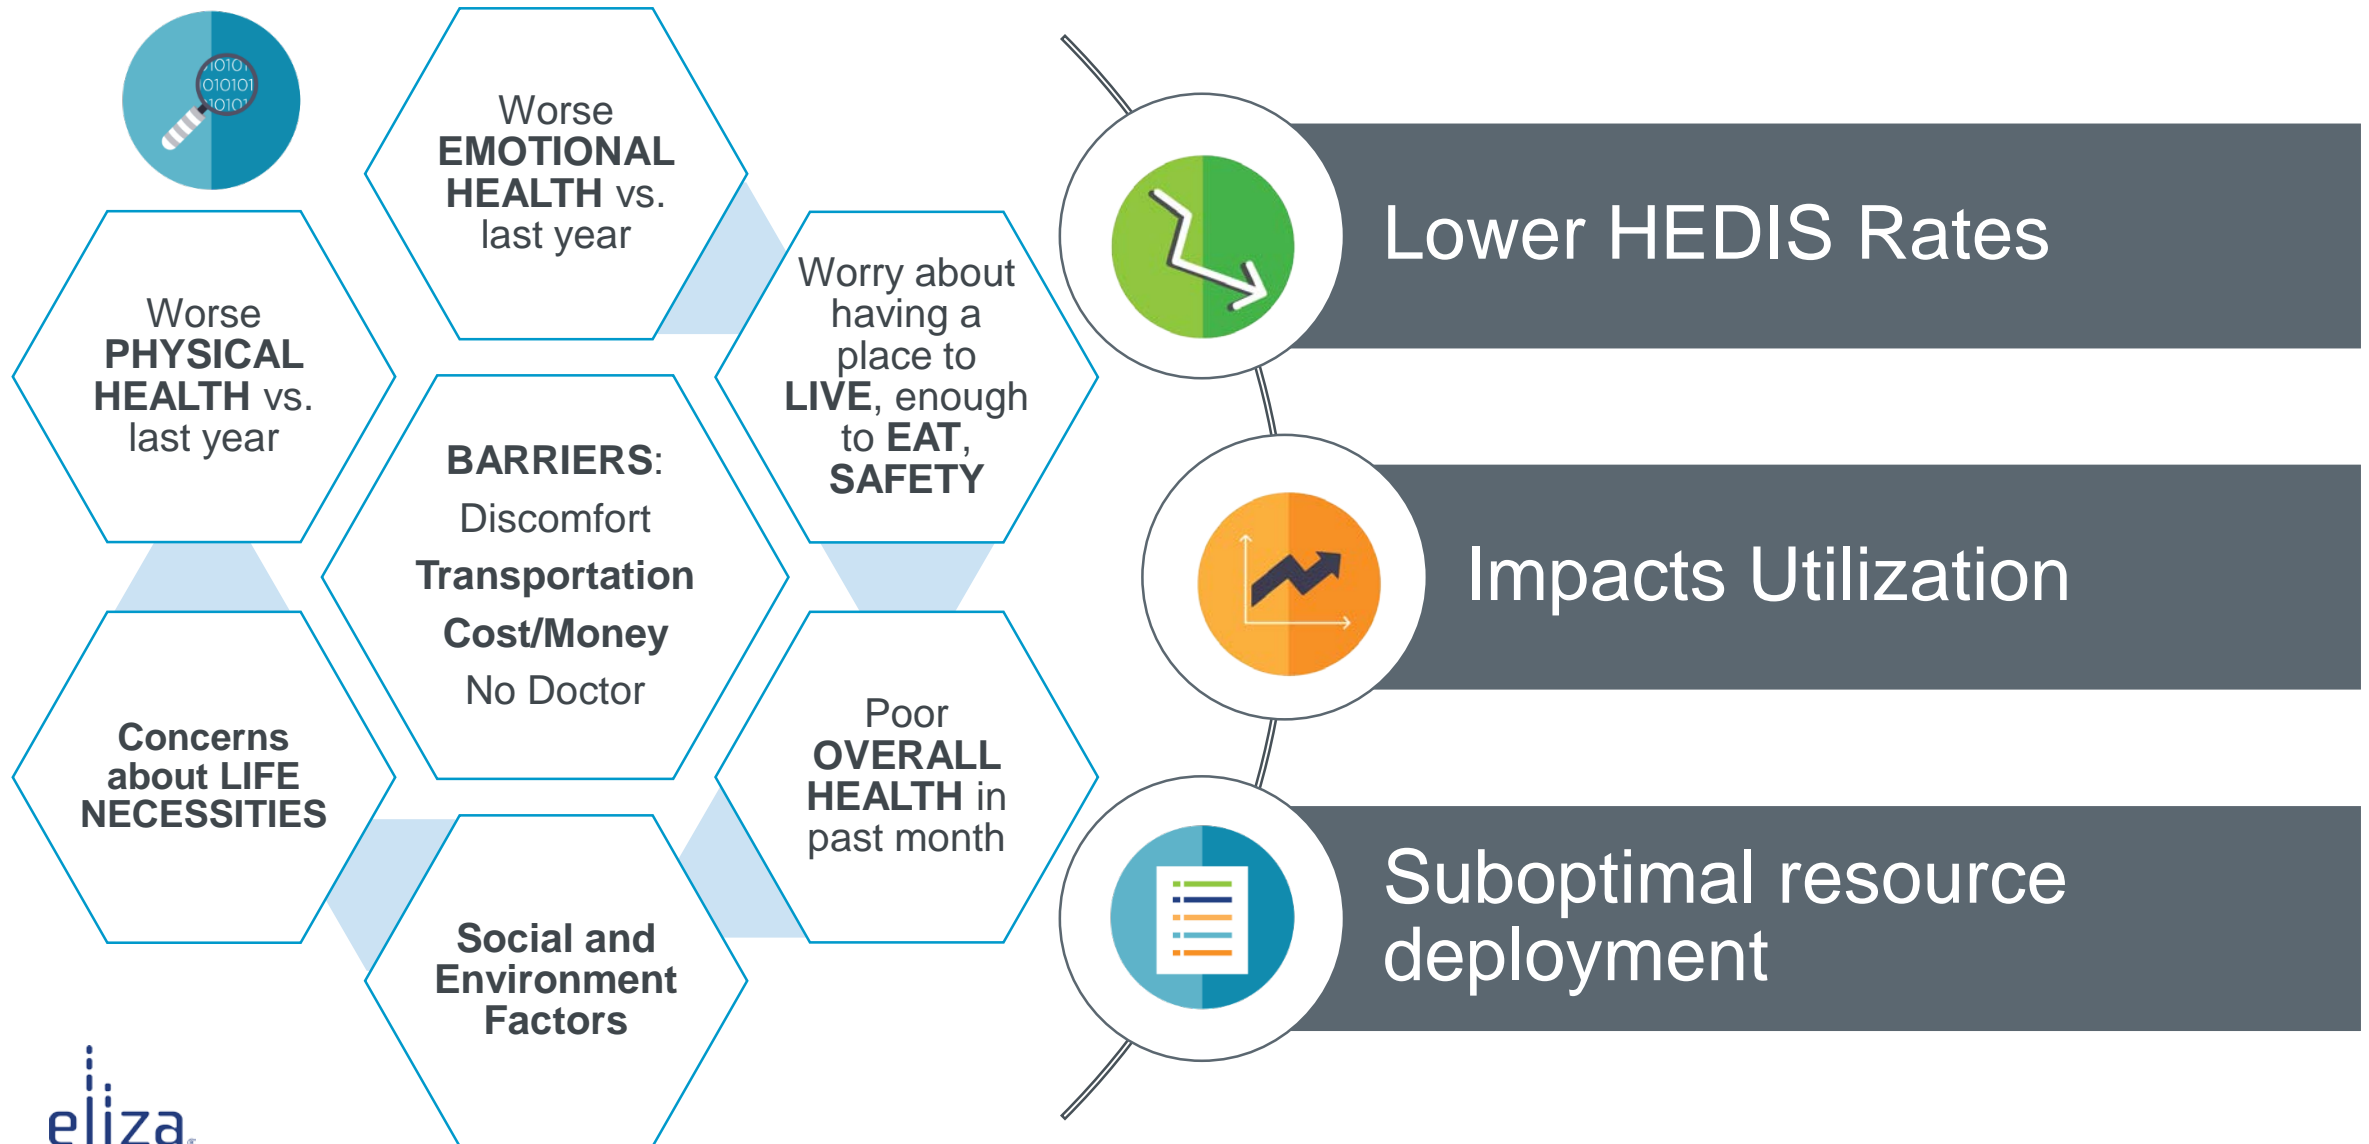 Worse
EMOTIONAL
HEALTH vs.
last year
Worse
PHYSICAL
HEALTH vs.
last year
Worry about
having a
place to
LIVE, enough
to EAT,
SAFETY
BARRIERS:
Discomfort
Transportation
Cost/Money
No Doctor
Concerns
about LIFE
NECESSITIES
Poor
OVERALL
HEALTH in
past month
Social and
Environment
Factors
Lower HEDIS Rates
Impacts Utilization
Suboptimal resource
deployment
eliza